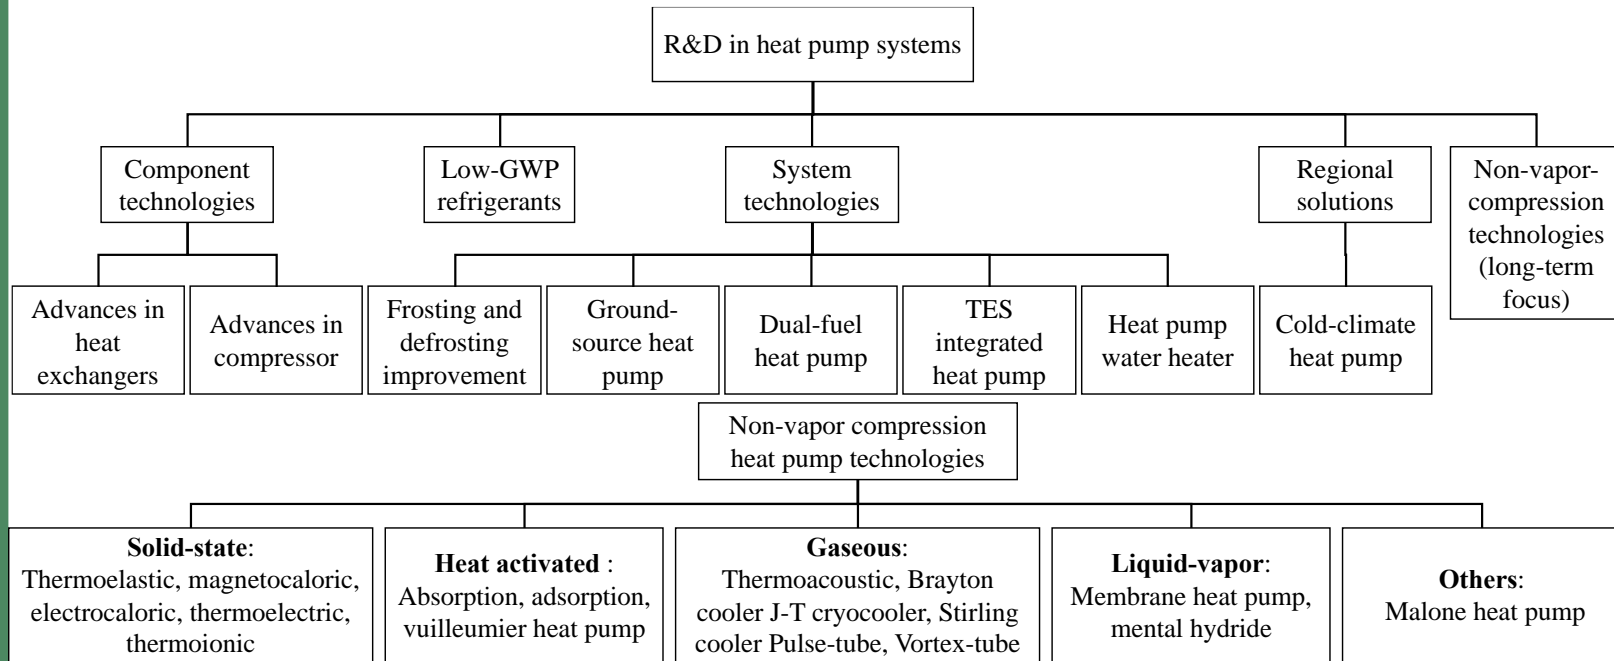 R&D in heat pump systems
Component
technologies
Low-GWP
refrigerants
System
technologies
Regional
solutions
Non-vapor-
compression
technologies
(long-term
focus)
Advances in
heat
exchangers
Advances in
compressor
Frosting and
defrosting
improvement
Ground-
source heat
pump
Dual-fuel
heat pump
TES
integrated
heat pump
Heat pump
water heater
Cold-climate
heat pump
Non-vapor compression
heat pump technologies
Solid-state:
Thermoelastic, magnetocaloric,
electrocaloric, thermoelectric,
thermoionic
Heat activated :
Absorption, adsorption,
vuilleumier heat pump
Gaseous:
Thermoacoustic, Brayton
cooler J-T cryocooler, Stirling
cooler Pulse-tube, Vortex-tube
Liquid-vapor:
Membrane heat pump,
mental hydride
Others:
Malone heat pump